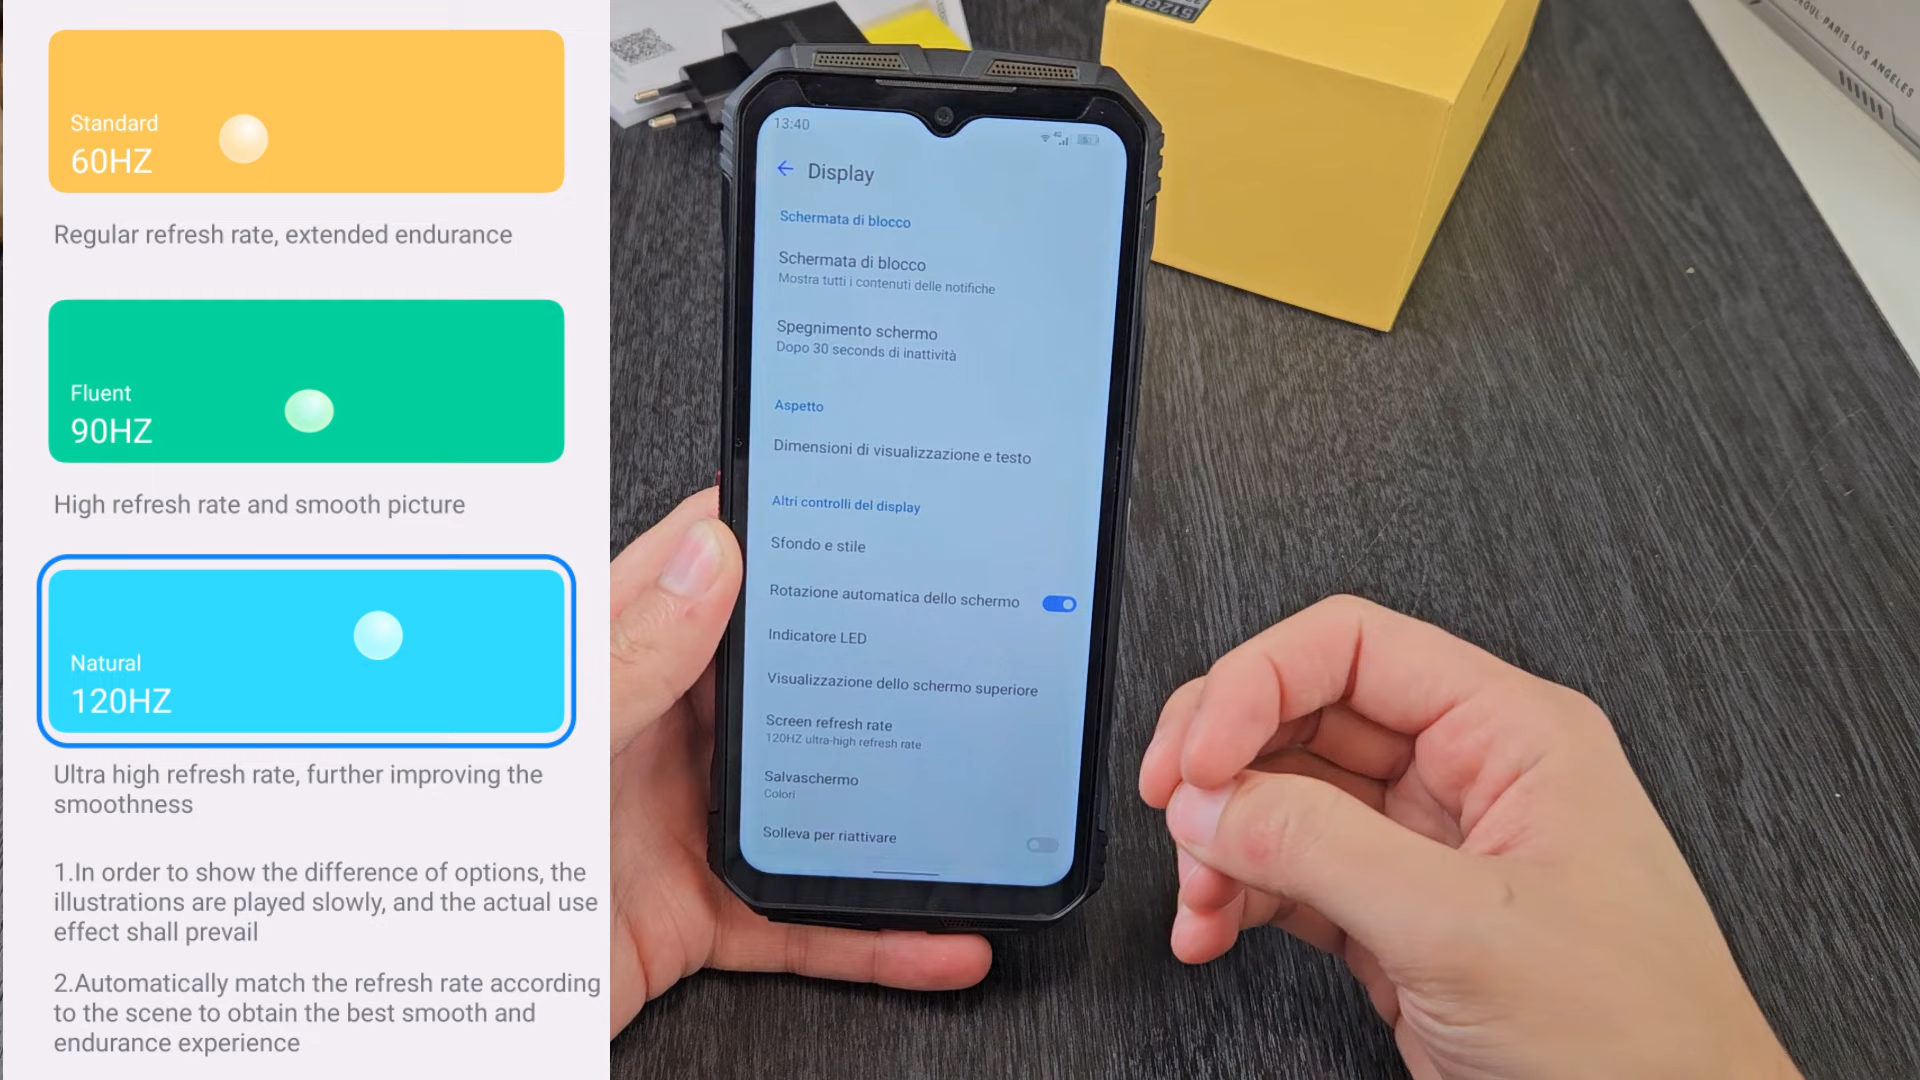 Standard
60HZ
Regular refresh rate, extended endurance
Fluent
90HZ
High refresh rate and smooth picture
Natural
120HZ
Ultra high refresh rate, further improving the
smoothness
1.In order to show the difference of options, the
illustrations are played slowly, and the actual use
effect shall prevail
2.Automatically match the refresh rate according
to the scene to obtain the best smooth and
endurance experience
13:40
Display
Schermata di blocco
Schermata di blocco
Mostra tutti i contenuti delle notifiche
Spegnimento schermo
Dopo 30 seconds di inattività
Aspetto
Dimensioni di visualizzazione e testo
Altri controlli del display
Sfondo e stile
Rotazione automatica dello schermo
Indicatore LED
Visualizzazione dello schermo superiore
Screen refresh rate
120HZ ultra-high refresh rate
Salvaschermo
Colori
Solleva per riattivare
512GB
SEOUL·PARIS·LOS ANGELES